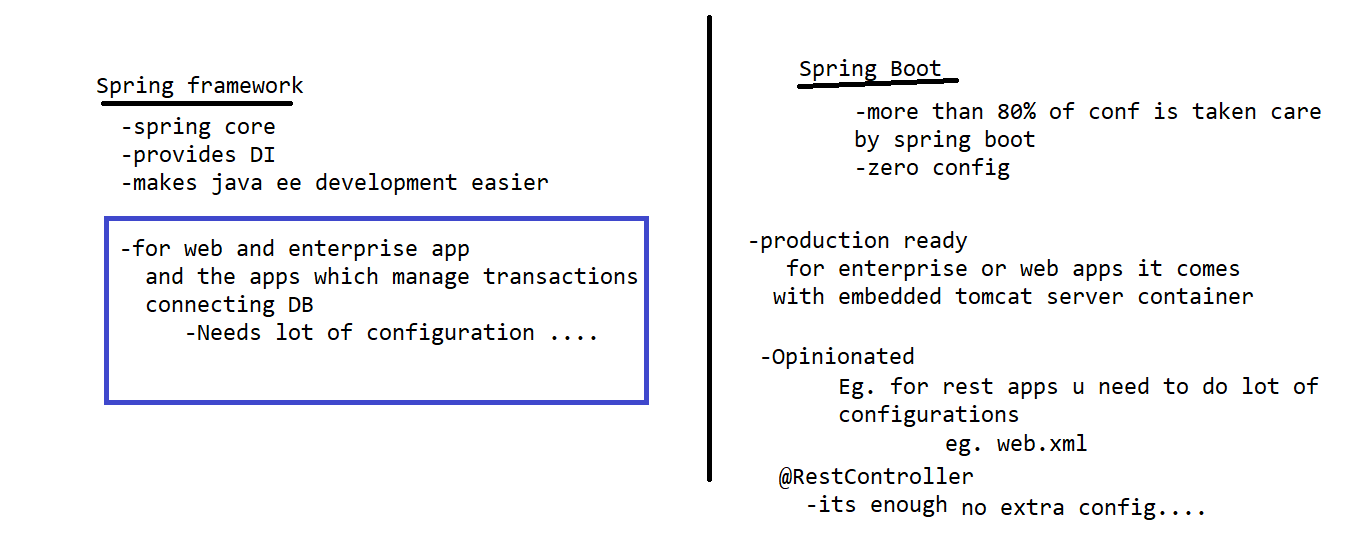 Spring framework
-spring core
-provides DI
-makes java ee development easier
-for web and enterprise app
and the apps which manage transactions
connecting DB
-Needs lot of configuration ....
Spring Boot
-more than 80% of conf is taken care
by spring boot
-zero config
-production ready
for enterprise or web apps it comes
with embedded tomcat server container
-Opinionated
Eg. for rest apps u need to do lot of
configurations
eg. web.xml
@RestController
-its enough no extra config....